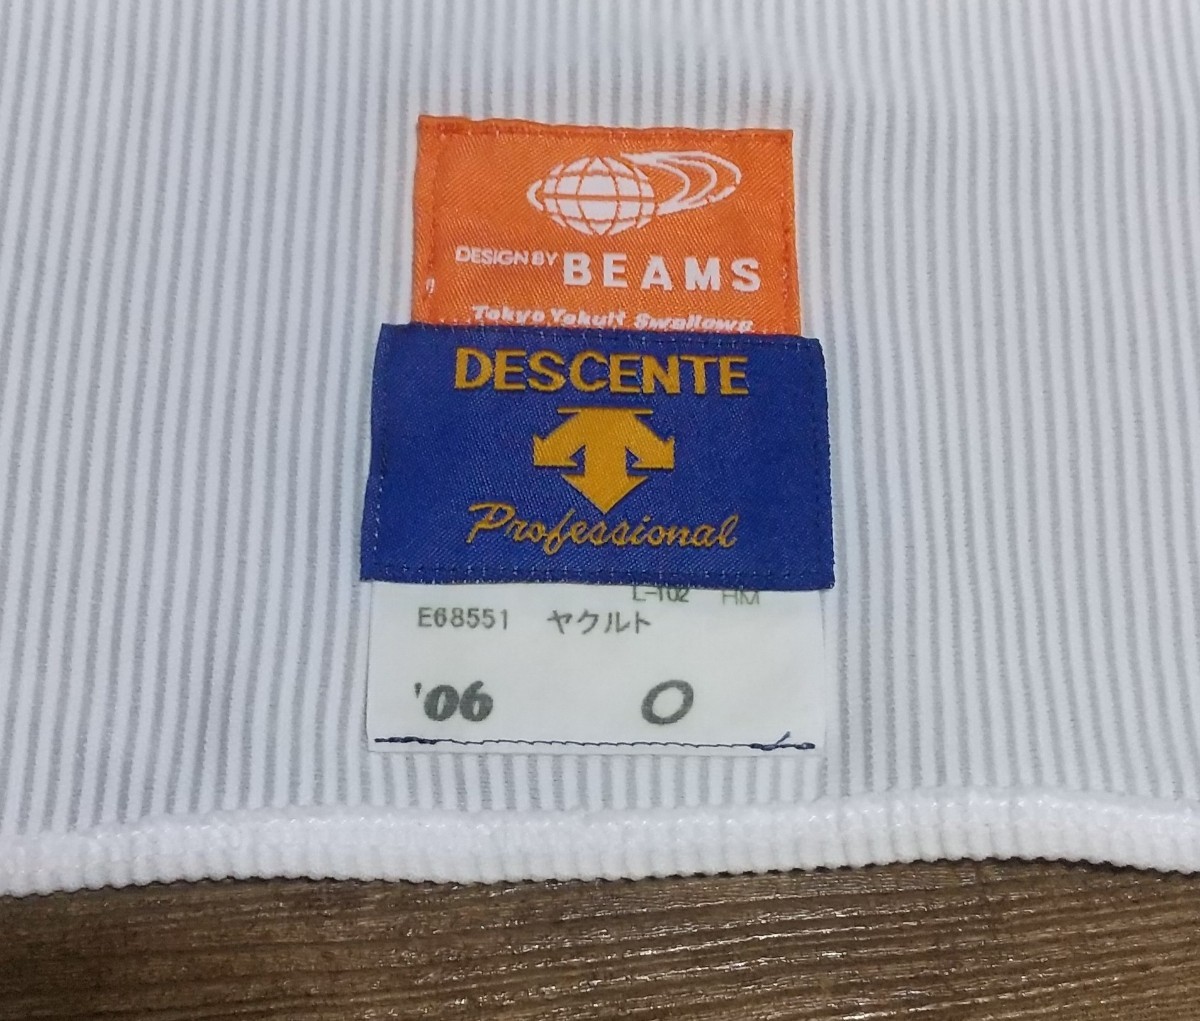 DESIGN BY BEAMS
Tokyo Yakult Swallows
DESCENTE
Professional
L-102 HM
E68551 ヤクルト
'06 O